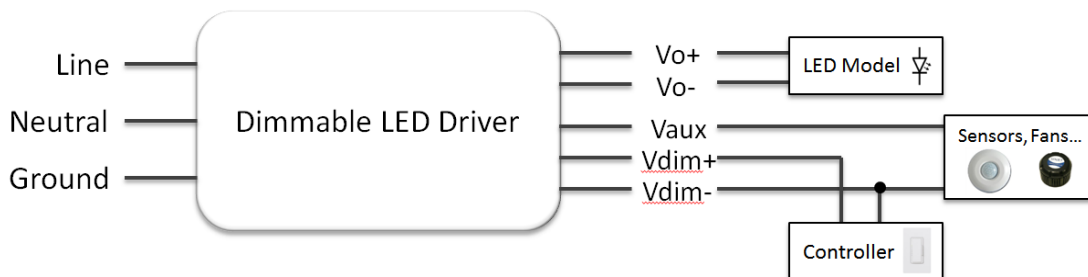 Line
Neutral
Ground
Dimmable LED Driver
Vo+
Vo-
Vaux
Vdim+
Vdim-
LED Model
Sensors, Fans...
Controller